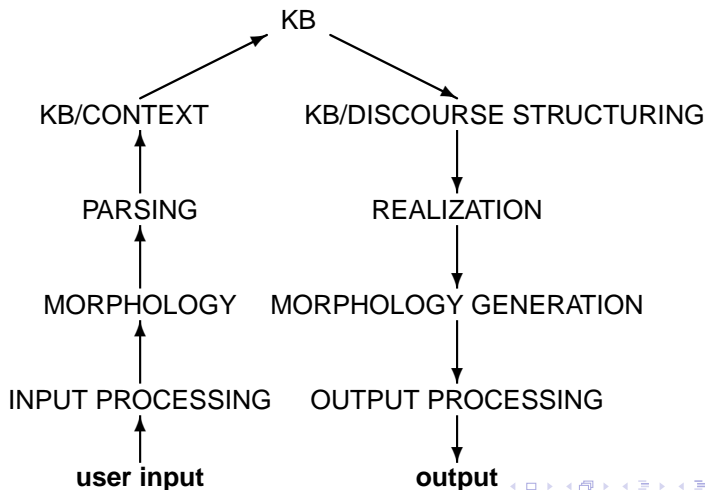 KB
KB/CONTEXT KB/DISCOURSE STRUCTURING
PARSING REALIZATION
MORPHOLOGY MORPHOLOGY GENERATION
INPUT PROCESSING OUTPUT PROCESSING
user input output